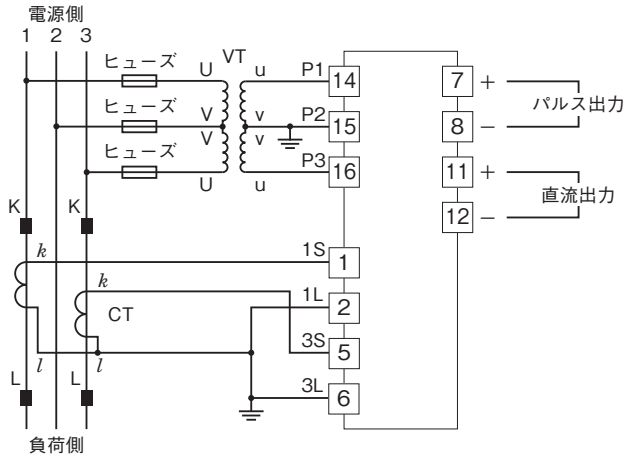 電源側
1 2 3
ヒューズ U VT u P1 14 7 +
パルス出力
ヒューズ V v P2 15 8 −
V v
ヒューズ U u P3 16 11 +
直流出力
12 −
K K
k 1S 1
k 1L 2
CT
3S 5
l l
L L 3L 6
負荷側